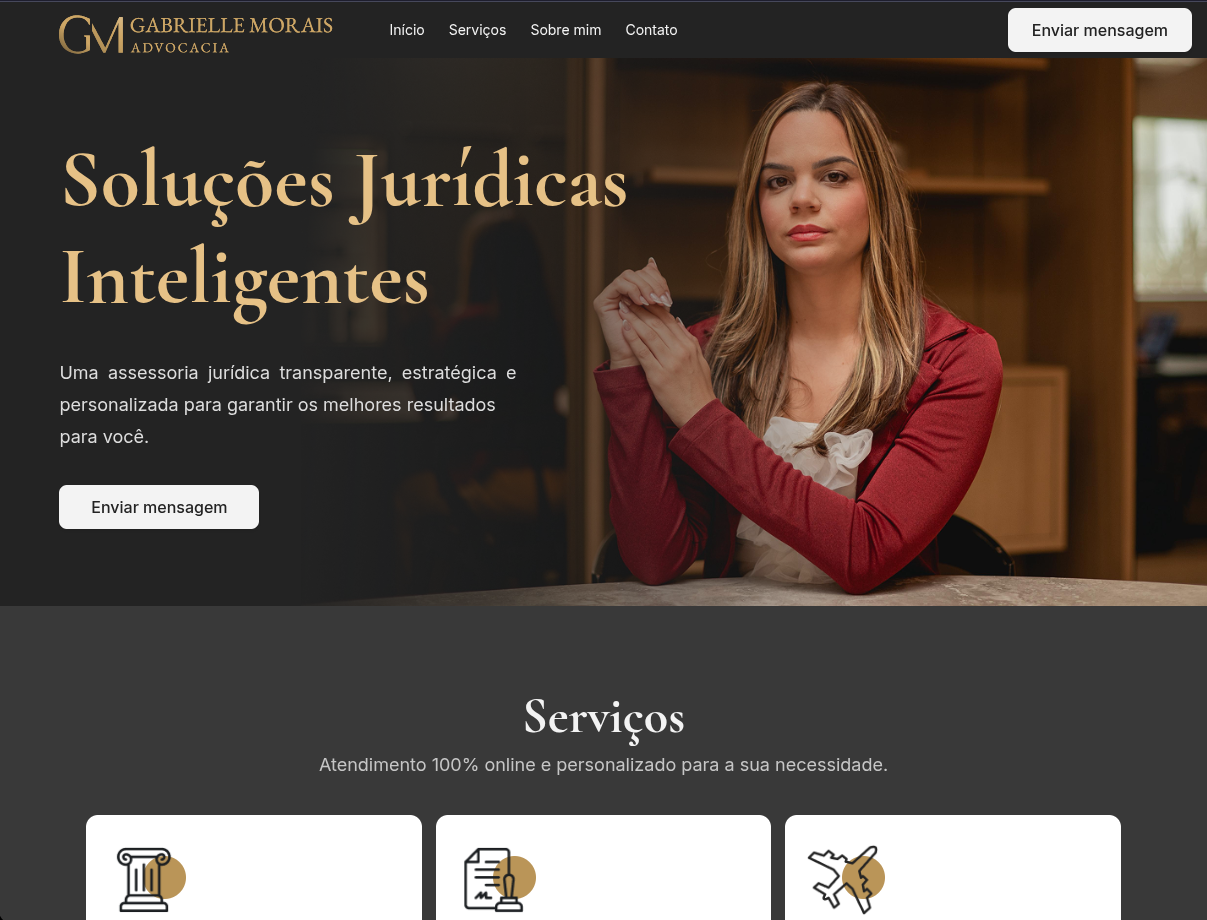 GABRIELLE MORAIS
ADVOCACIA
Início
Serviços
Sobre mim
Contato
Enviar mensagem
Soluções Jurídicas
Inteligentes
Uma assessoria jurídica transparente, estratégica e
personalizada para garantir os melhores resultados
para você.
Enviar mensagem
Serviços
Atendimento 100% online e personalizado para a sua necessidade.